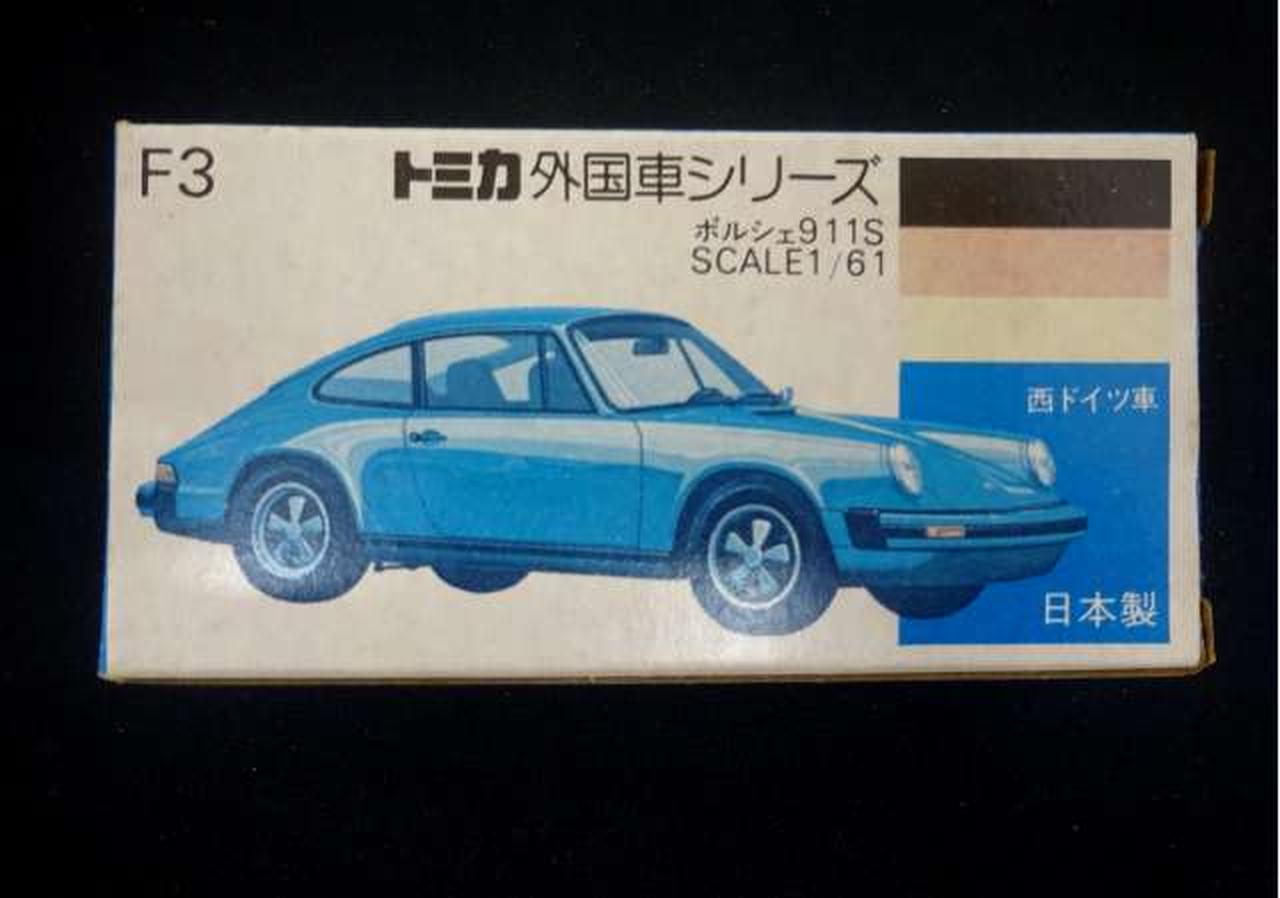 F3
トミカ外国車シリーズ
ポルシェ911S
SCALE1/61
西ドイツ車
日本製